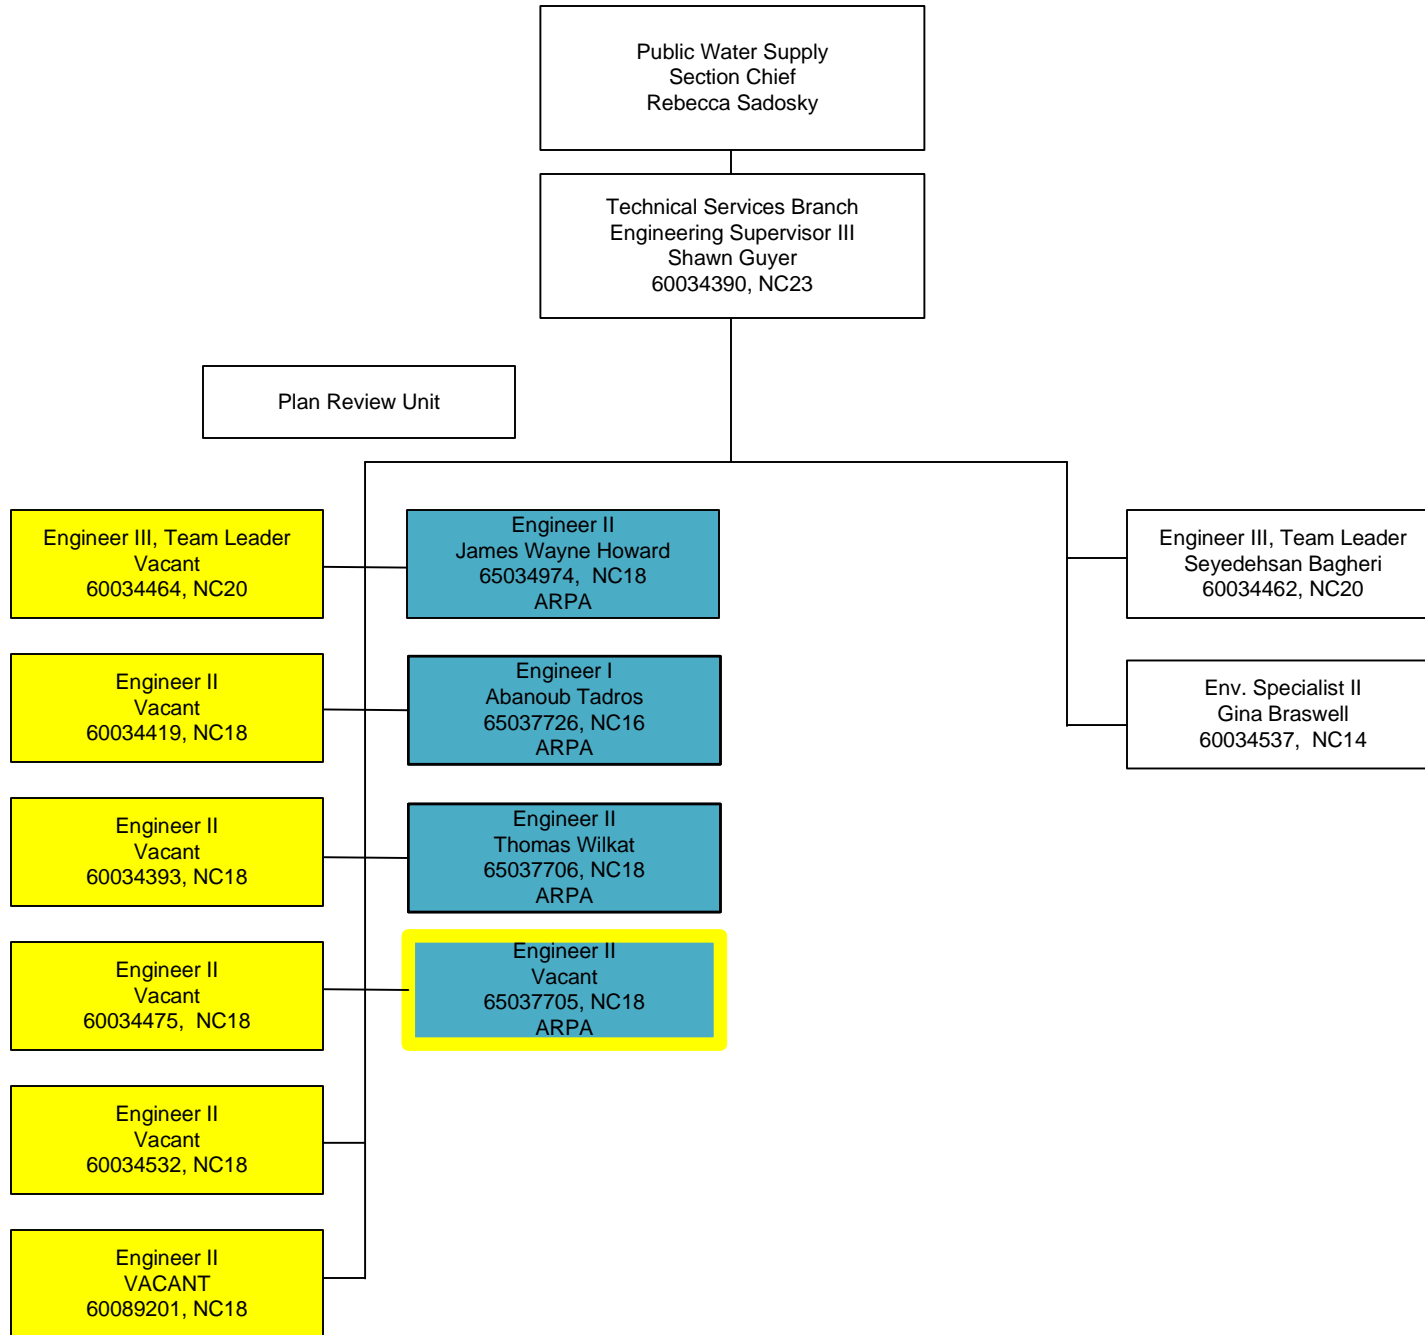 Public Water Supply
Section Chief
Rebecca Sadosky
Technical Services Branch
Engineering Supervisor III
Shawn Guyer
60034390, NC23
Plan Review Unit
Engineer III, Team Leader
Vacant
60034464, NC20
Engineer II
James Wayne Howard
65034974, NC18
ARPA
Engineer III, Team Leader
Seyedehsan Bagheri
60034462, NC20
Engineer II
Vacant
60034419, NC18
Engineer I
Abanoub Tadros
65037726, NC16
ARPA
Env. Specialist II
Gina Braswell
60034537, NC14
Engineer II
Vacant
60034393, NC18
Engineer II
Thomas Wilkat
65037706, NC18
ARPA
Engineer II
Vacant
60034475, NC18
Engineer II
Vacant
65037705, NC18
ARPA
Engineer II
Vacant
60034532, NC18
Engineer II
VACANT
60089201, NC18